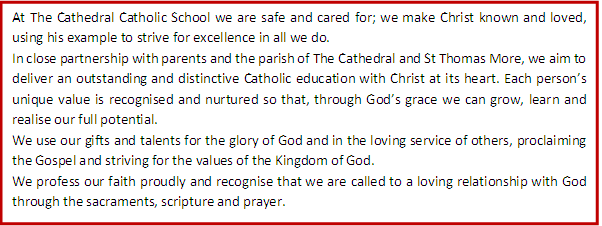 At The Cathedral Catholic School we are safe and cared for; we make Christ known and loved,
using his example to strive for excellence in all we do.
In close partnership with parents and the parish of The Cathedral and St Thomas More, we aim to
deliver an outstanding and distinctive Catholic education with Christ at its heart. Each person’s
unique value is recognised and nurtured so that, through God’s grace we can grow, learn and
realise our full potential.
We use our gifts and talents for the glory of God and in the loving service of others, proclaiming
the Gospel and striving for the values of the Kingdom of God.
We profess our faith proudly and recognise that we are called to a loving relationship with God
through the sacraments, scripture and prayer.